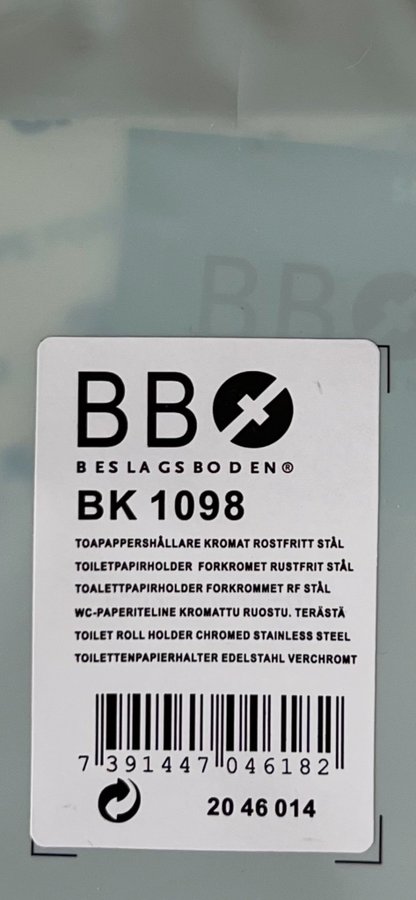 BB
BB
BESLAGSBODEN®
BK 1098
TOAPAPPERSHÅLLARE KROMAT ROSTFRITT STÅL
TOILETPAPIRHOLDER FORKROMET RUSTFRIT STÅL
TOALETTPAPIRHOLDER FORKROMMET RF STÅL
WC-PAPERITELINE KROMATTU RUOSTU. TERÄSTÄ
TOILET ROLL HOLDER CHROMED STAINLESS STEEL
TOILETTENPAPIERHALTER EDELSTAHL VERCHROMT
7 391447 046182
20 46 014